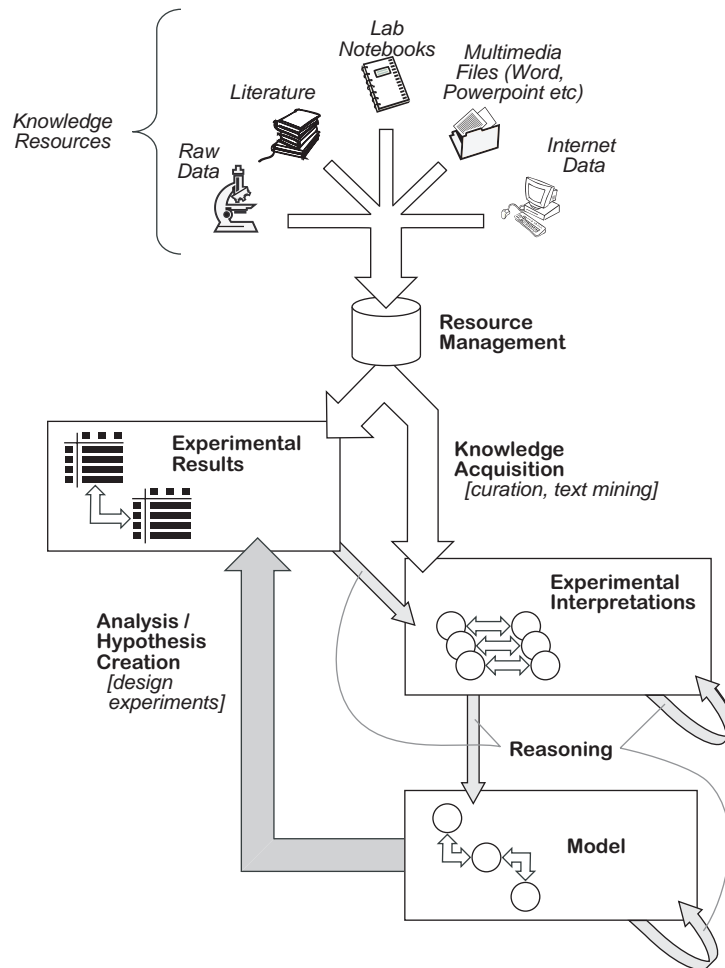 Lab
Notebooks
Multimedia
Files (Word,
Powerpoint etc)
Literature
Knowledge
Resources
Raw
Data
Internet
Data
Resource
Management
Experimental
Results
Knowledge
Acquisition
[curation, text mining]
Experimental
Interpretations
Analysis /
Hypothesis
Creation
[design
experiments]
Reasoning
Model